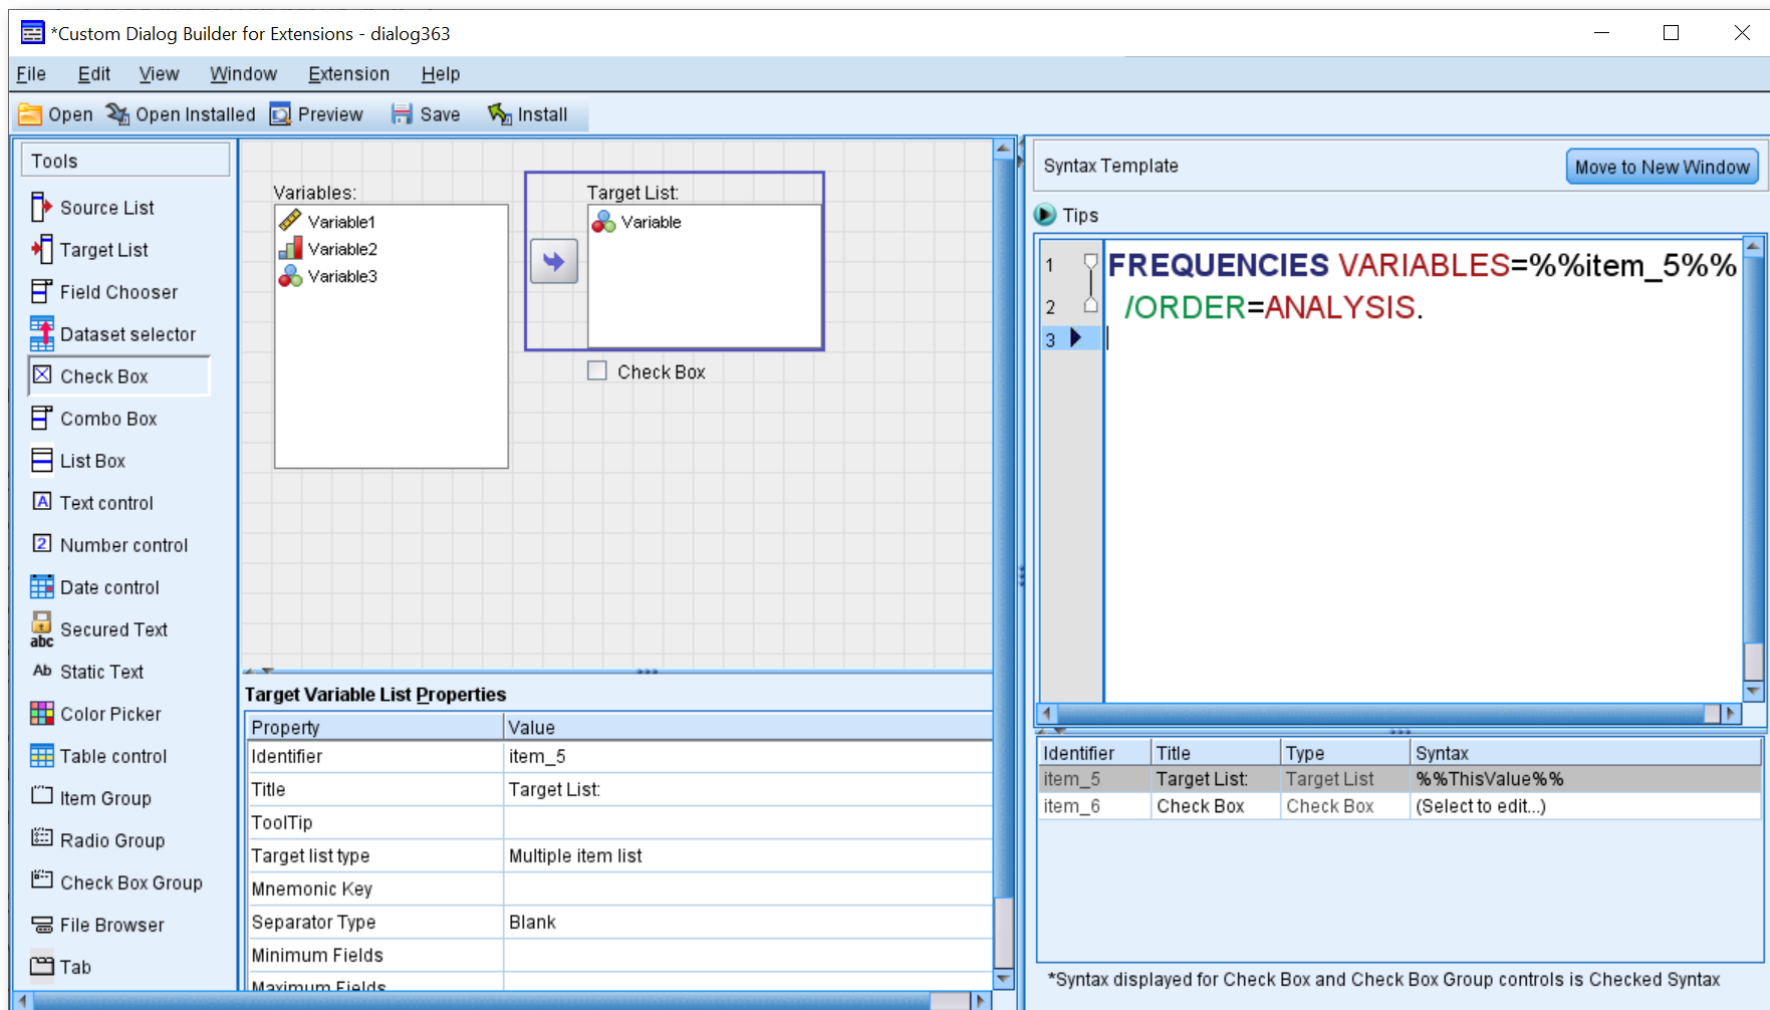 *Custom Dialog Builder for Extensions - dialog363
File Edit View Window Extension Help
Open Open Installed Preview Save Install
Tools
Source List
Target List
Field Chooser
Dataset selector
Check Box
Combo Box
List Box
Text control
Number control
Date control
abc Secured Text
Ab Static Text
Color Picker
Table control
Item Group
Radio Group
Check Box Group
File Browser
Tab
Variables:
Variable1
Variable2
Variable3
Target List:
Variable
Check Box
Target Variable List Properties
Property Value
Identifier item_5
Title Target List:
ToolTip
Target list type Multiple item list
Mnemonic Key
Separator Type Blank
Minimum Fields
Maximum Fields
Syntax Template Move to New Window
Tips
1 FREQUENCIES VARIABLES=%%item_5%%
2 /ORDER=ANALYSIS.
3
Identifier Title Type Syntax
item_5 Target List: Target List %%ThisValue%%
item_6 Check Box Check Box (Select to edit...)
*Syntax displayed for Check Box and Check Box Group controls is Checked Syntax